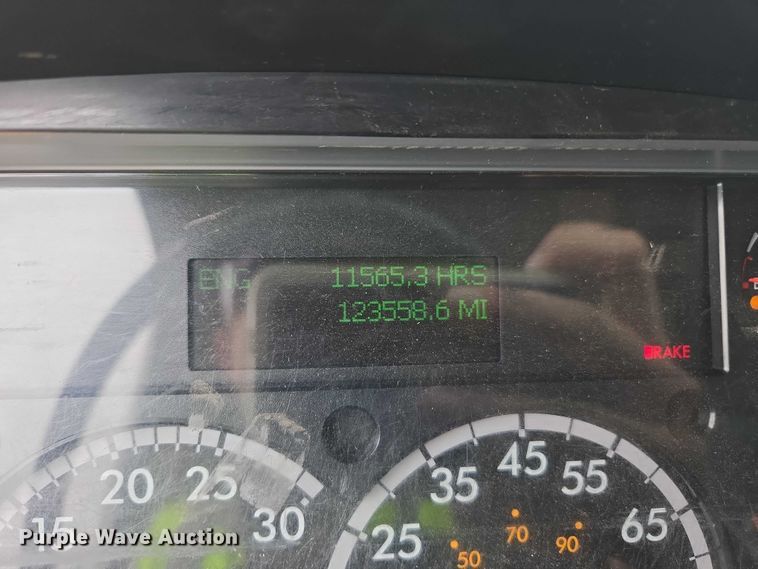 ENG 11565.3 HRS
123558.6 MI
BRAKE
15 20 25 30
25 35 45 55 65
50 70 90
Purple Wave Auction